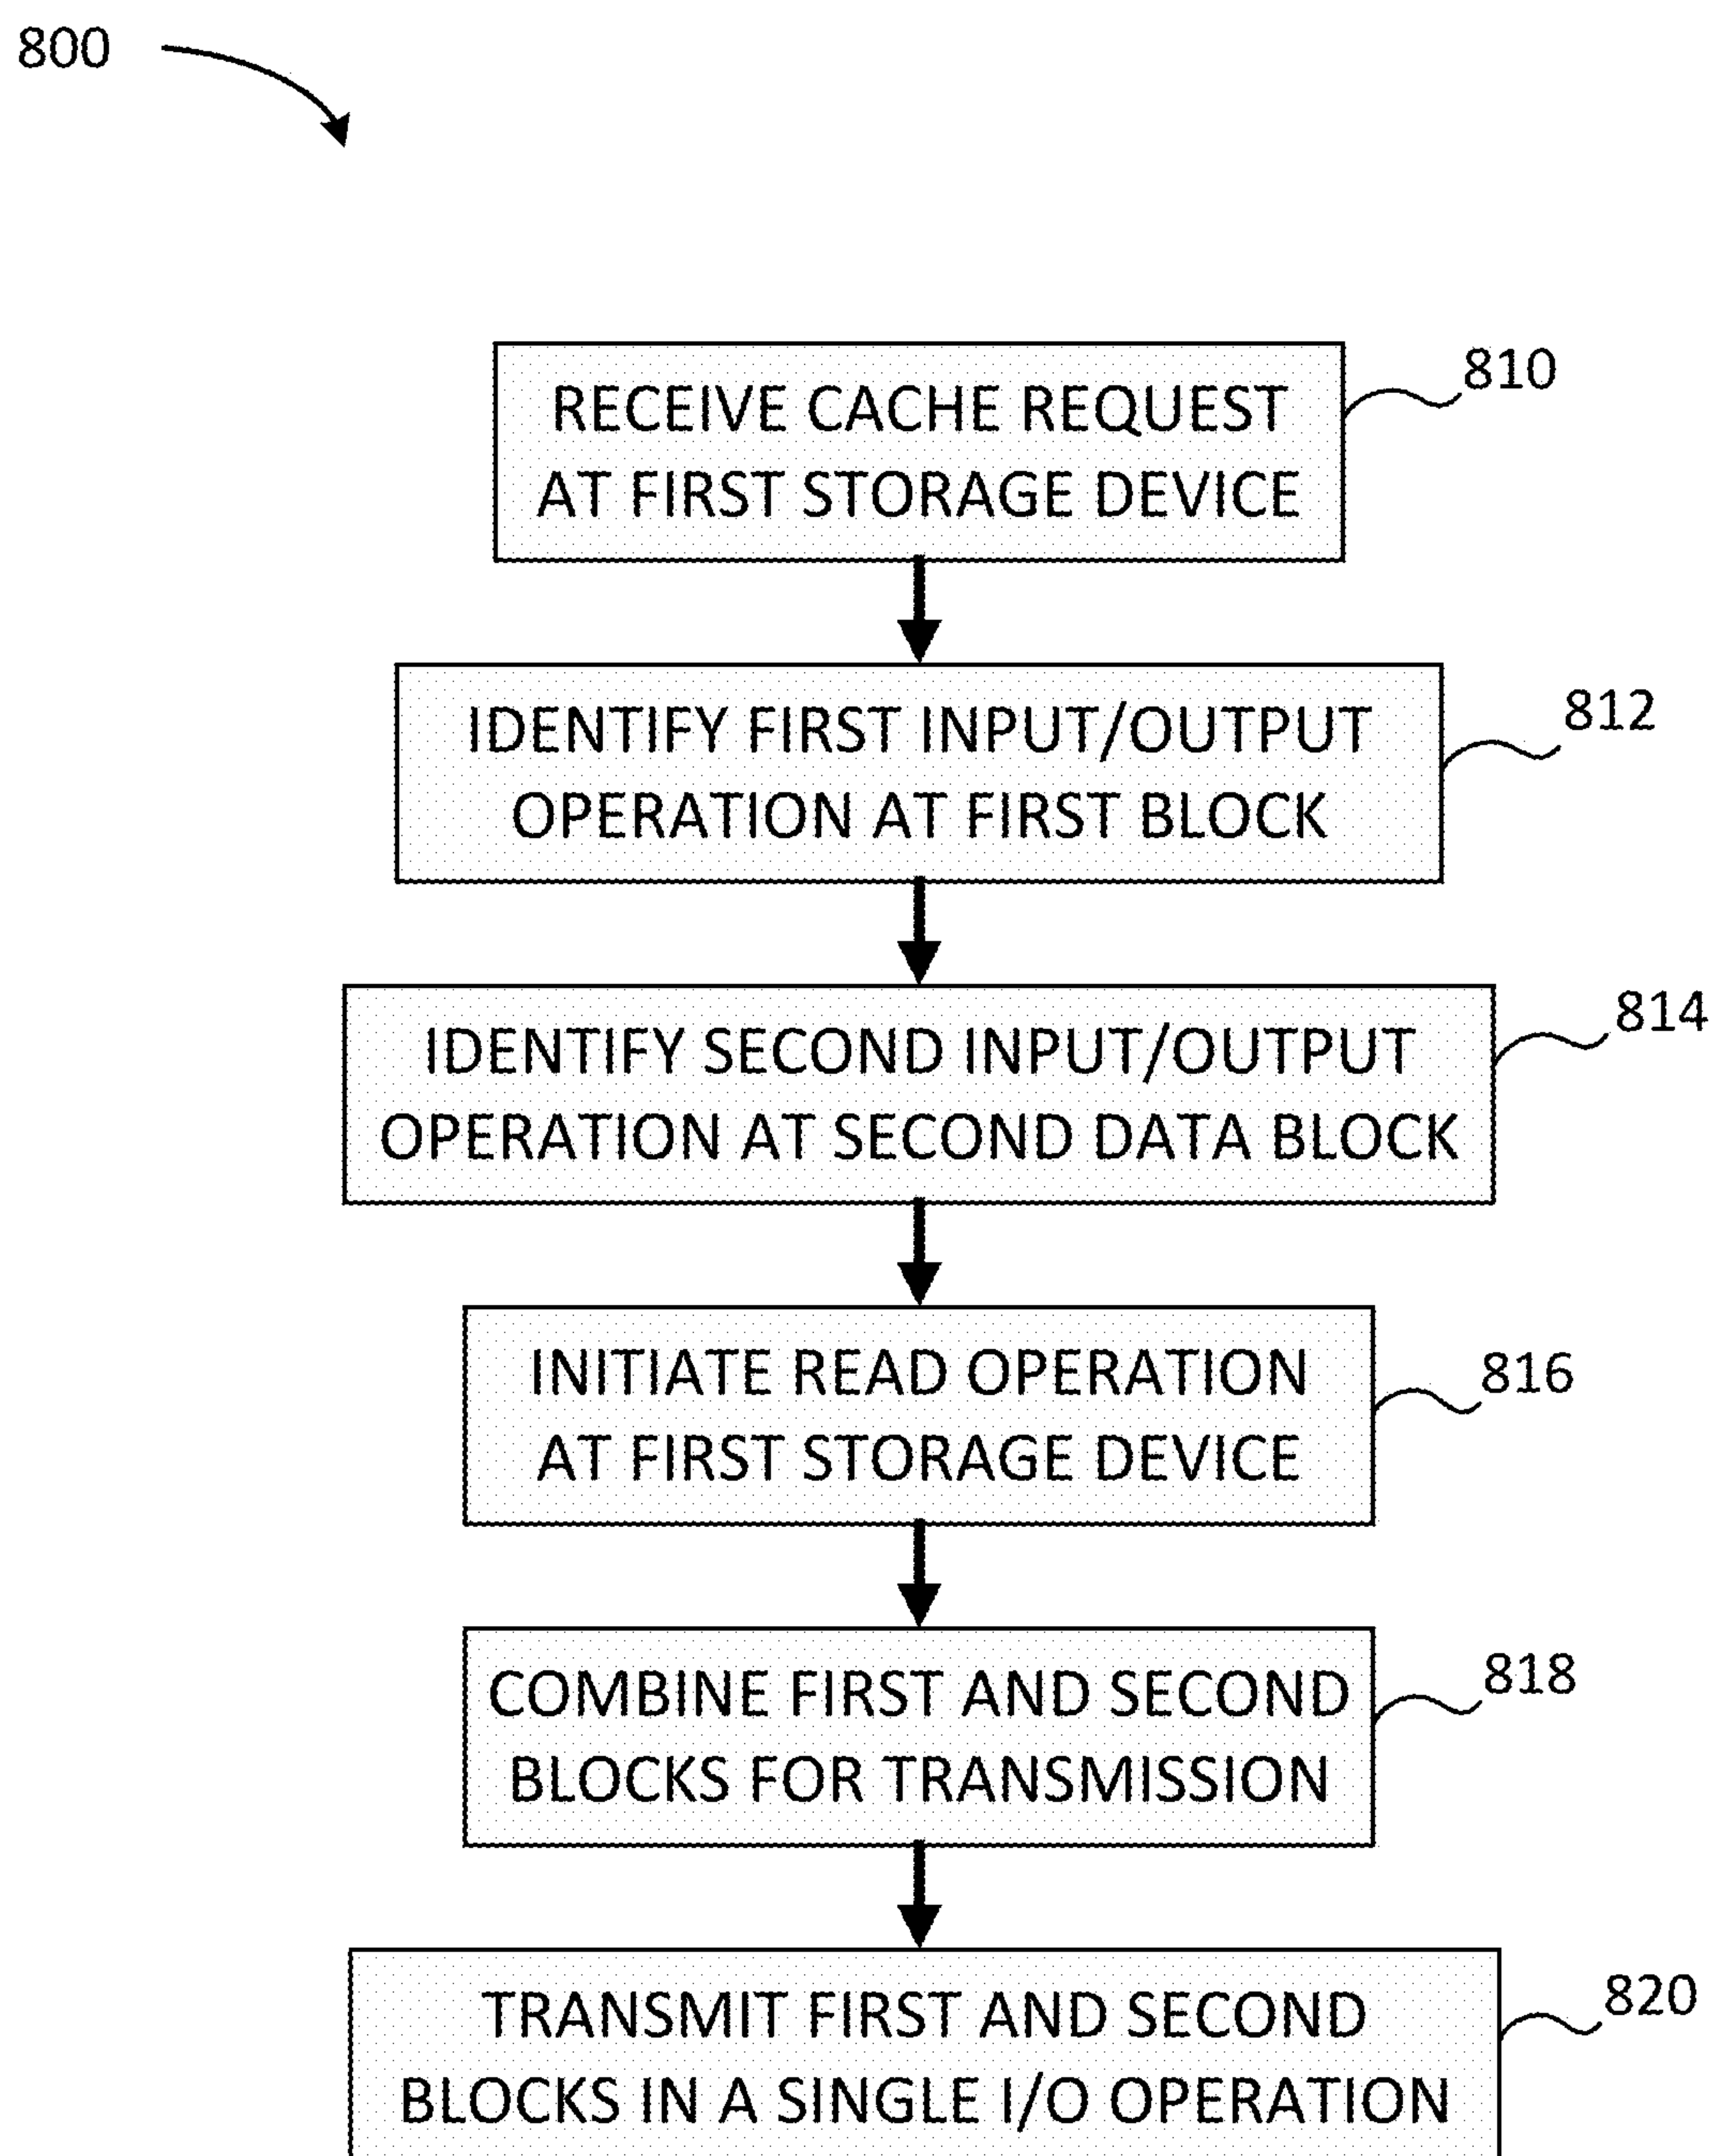 800
RECEIVE CACHE REQUEST
AT FIRST STORAGE DEVICE
810
IDENTIFY FIRST INPUT/OUTPUT
OPERATION AT FIRST BLOCK
812
IDENTIFY SECOND INPUT/OUTPUT
OPERATION AT SECOND DATA BLOCK
814
INITIATE READ OPERATION
AT FIRST STORAGE DEVICE
816
COMBINE FIRST AND SECOND
BLOCKS FOR TRANSMISSION
818
TRANSMIT FIRST AND SECOND
BLOCKS IN A SINGLE I/O OPERATION
820